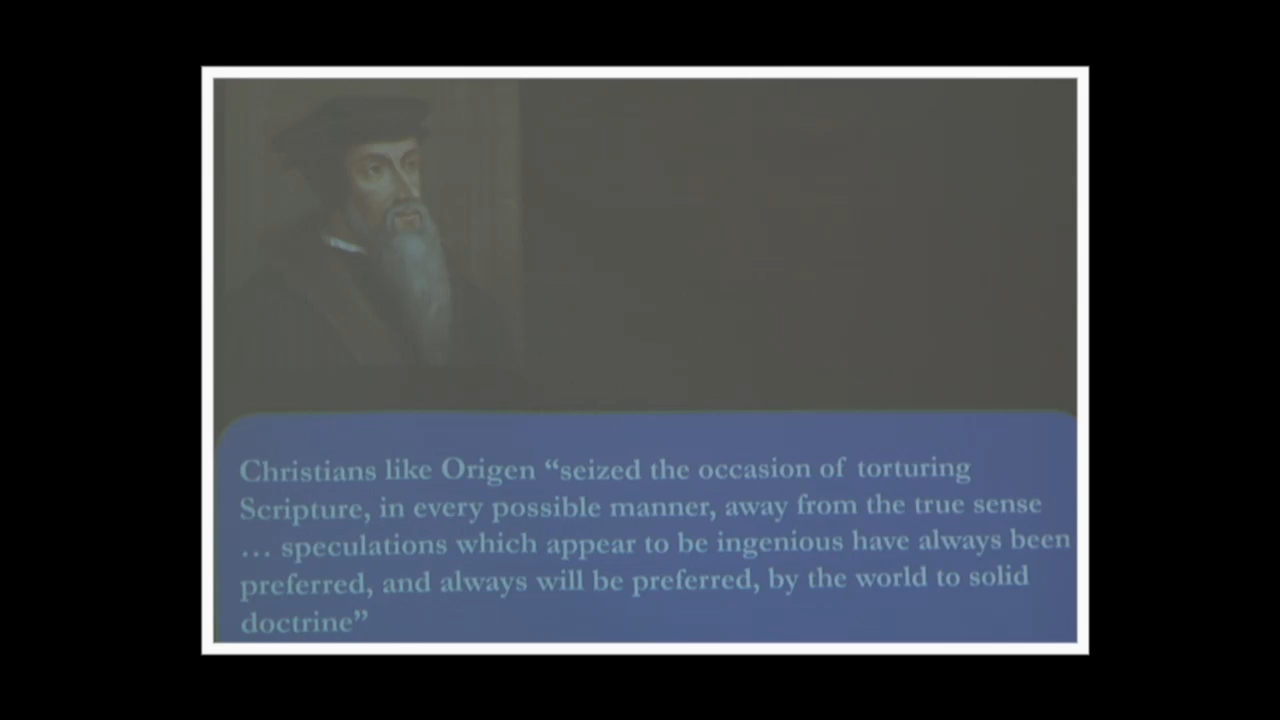 Christians like Origen “seized the occasion of torturing
Scripture, in every possible manner, away from the true sense
… speculations which appear to be ingenious have always been
preferred, and always will be preferred, by the world to solid
doctrine”